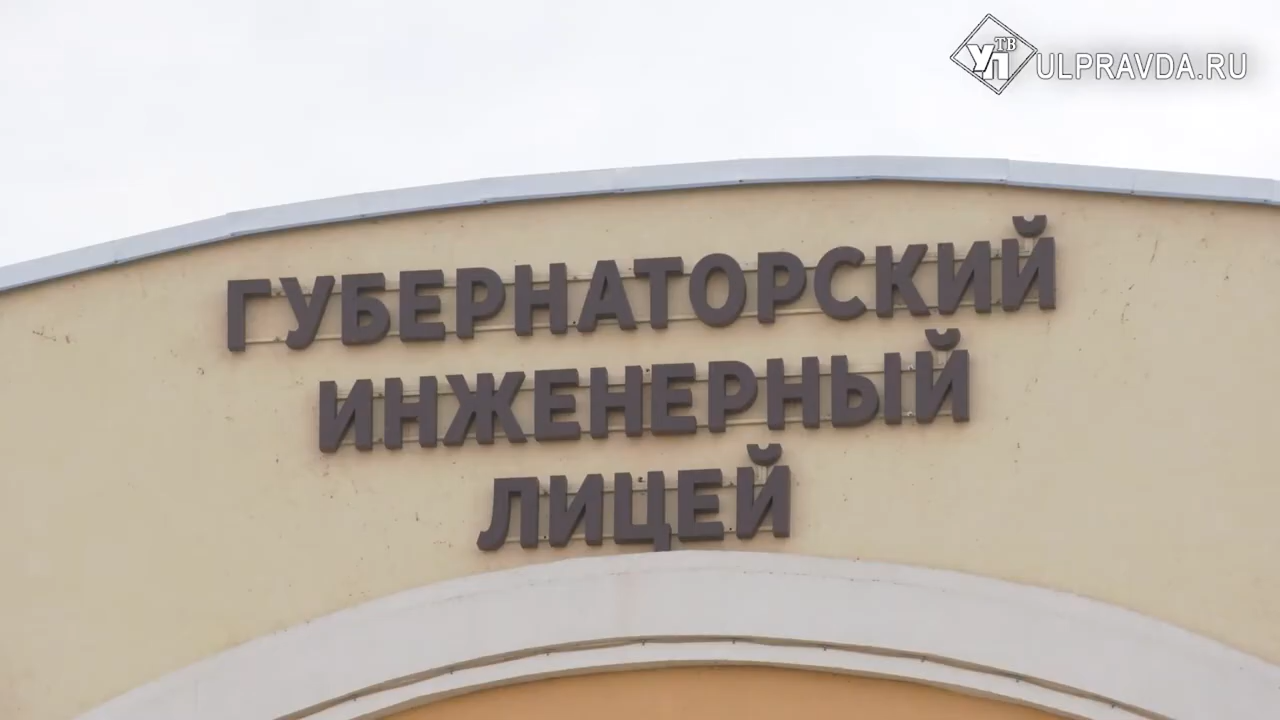 ТВ
УП
ULPRAVDA.RU
ГУБЕРНАТОРСКИЙ
ИНЖЕНЕРНЫЙ
ЛИЦЕЙ